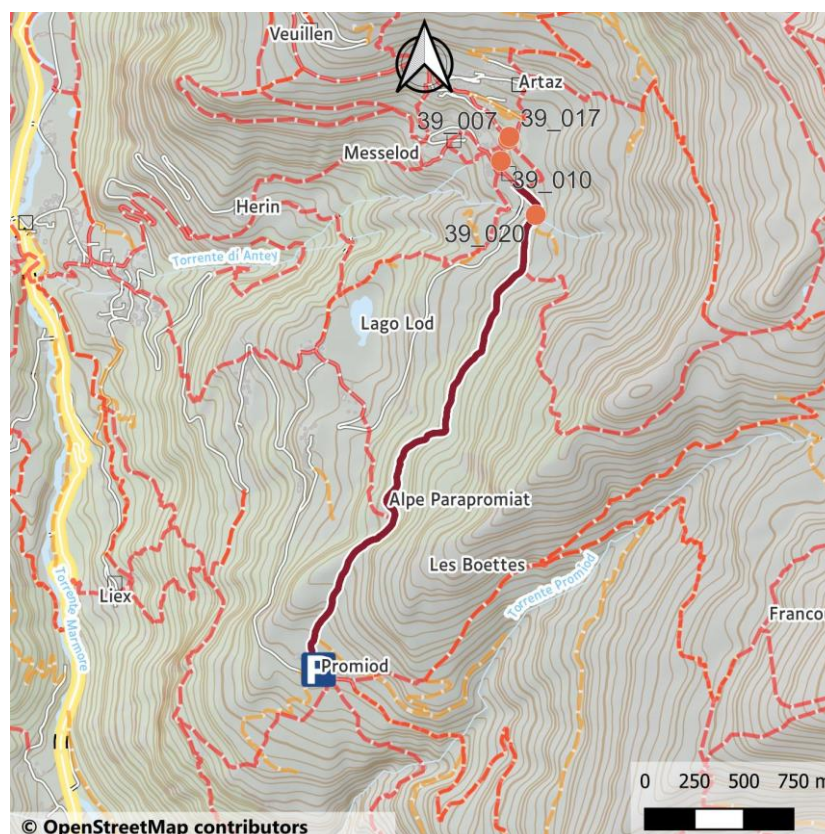 Veuillen
Artaz
39_007
39_017
Messelod
39_010
Herin
39_020
Torrente di Antey
Lago Lod
Alpe Parapromiat
Les Boettes
Torrente Promiod
Liex
Torrente Marmore
Franco
P
Promiod
0 250 500 750 m
© OpenStreetMap contributors